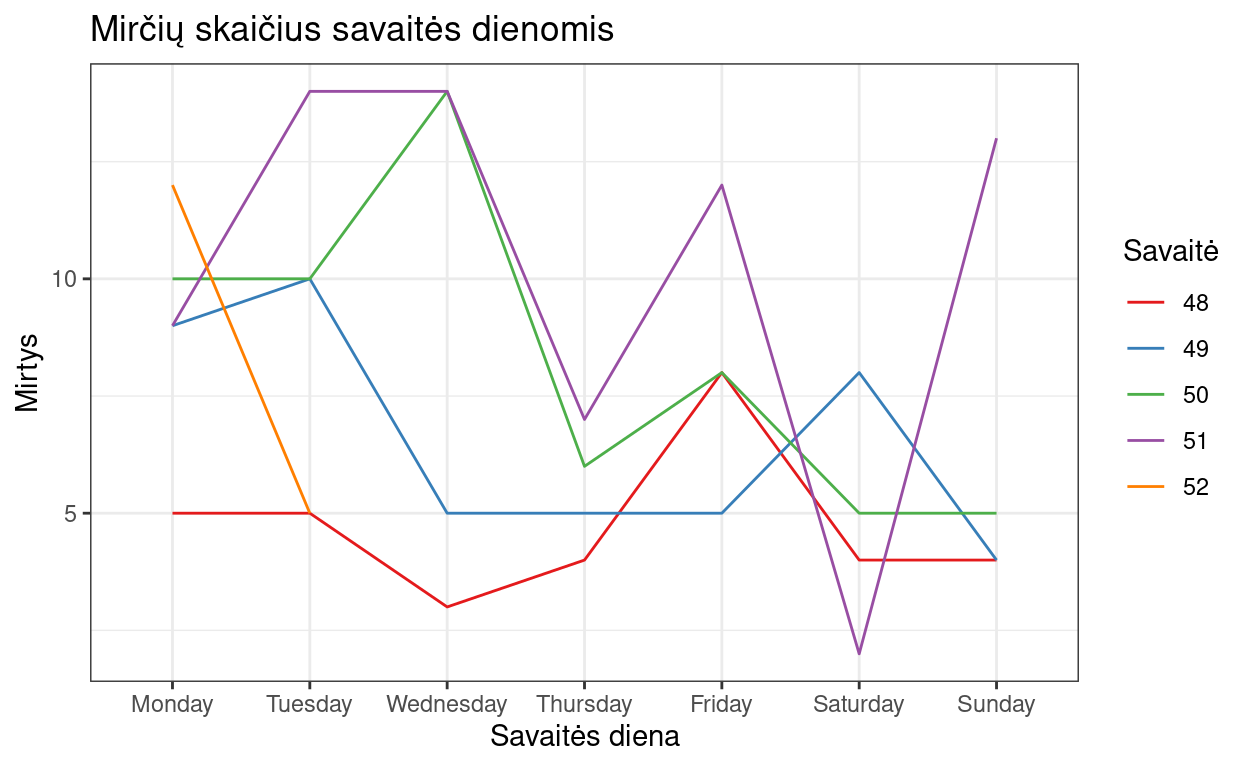 Mirčių skaičius savaitės dienomis
Mirtys
10
5
Monday Tuesday Wednesday Thursday Friday Saturday Sunday
Savaitės diena
Savaitė
48
49
50
51
52